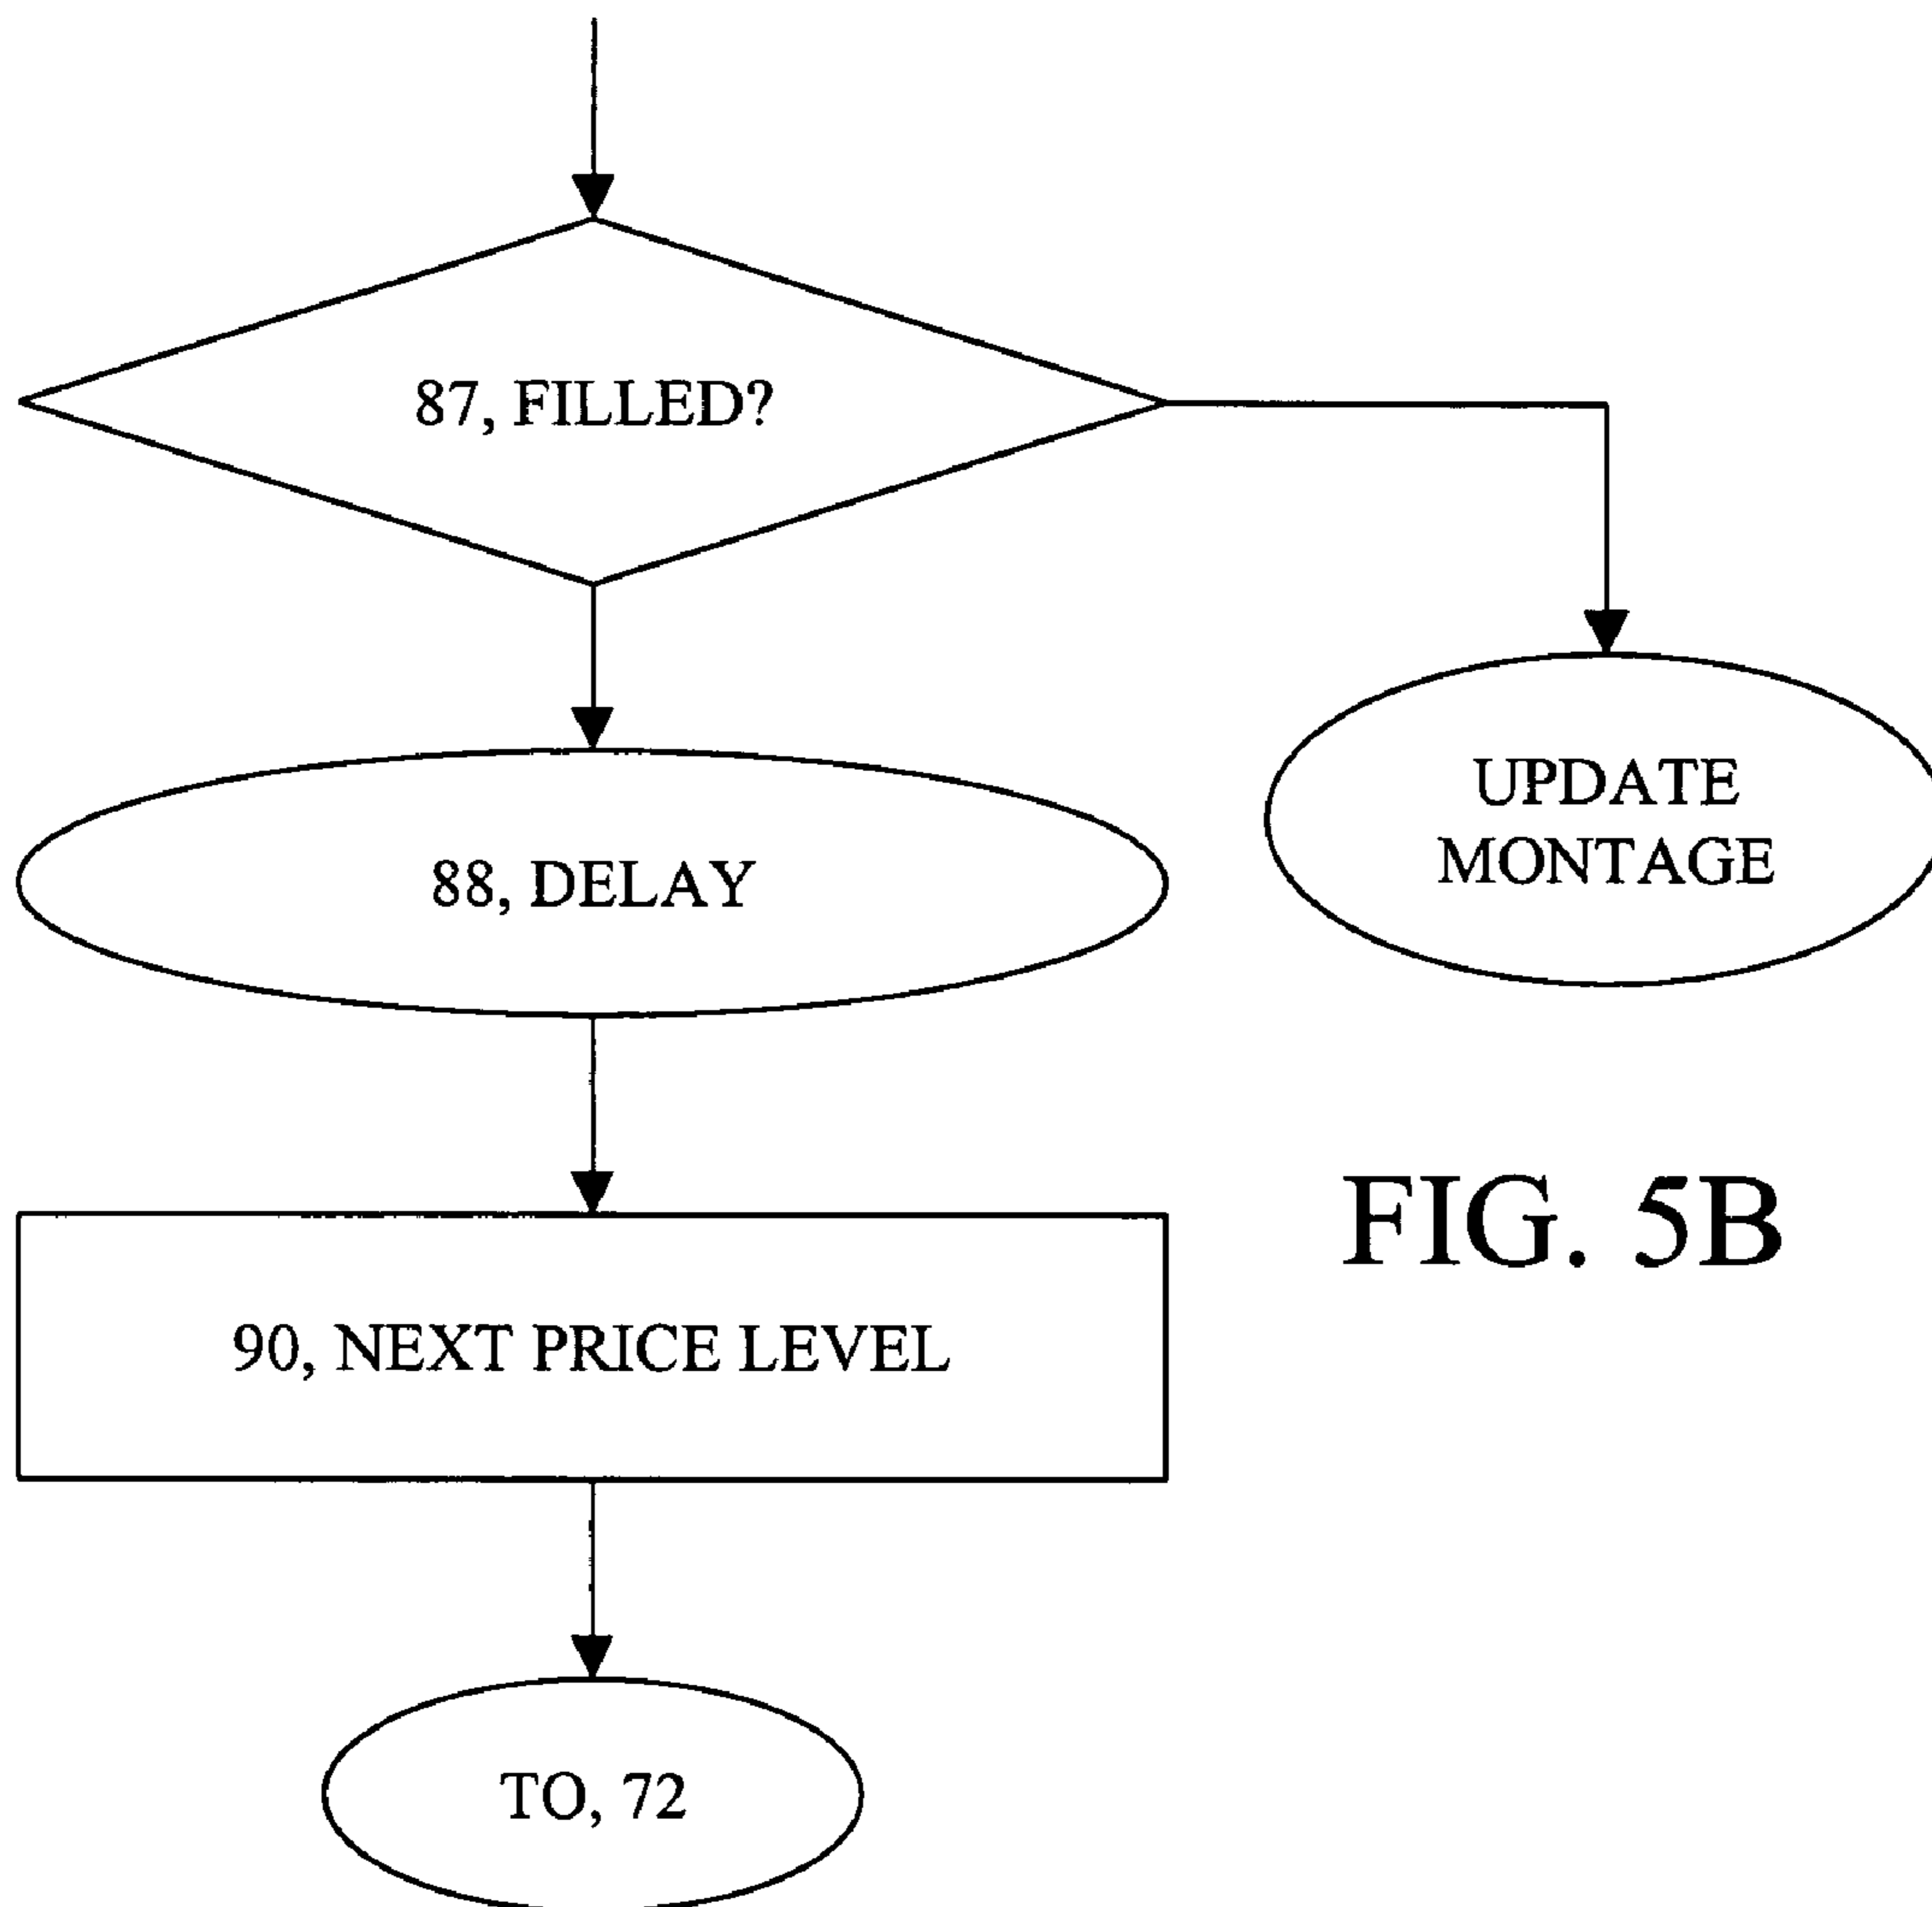 87, FILLED?
UPDATE
MONTAGE
88, DELAY
FIG. 5B
90, NEXT PRICE LEVEL
TO, 72